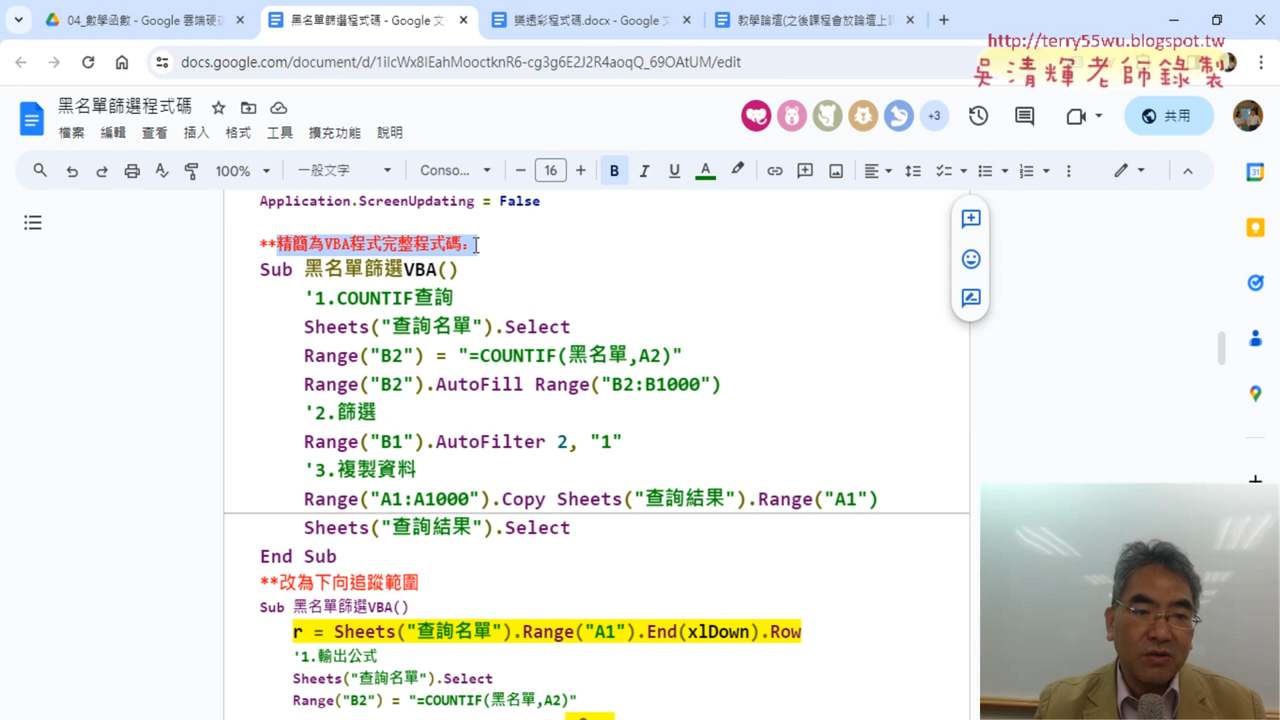 04_數學函數 - Google 雲端硬
黑名單篩選程式碼 - Google 文
樂透彩程式碼.docx - Google 文
教學論壇(之後課程會放論壇上課
http://terry55wu.blogspot.tw
docs.google.com/document/d/1iIcWx8lEahMooctknR6-cg3g6E2J2R4aoqQ_69OAtUM/edit
吳清輝老師錄製
黑名單篩選程式碼
+3
共用
檔案 編輯 查看 插入 格式 工具 擴充功能 說明
100% 一般文字 Conso... 16 B I U A
Application.ScreenUpdating = False
**精簡為VBA程式完整程式碼:
Sub 黑名單篩選VBA()
'1.COUNTIF查詢
Sheets("查詢名單").Select
Range("B2") = "=COUNTIF(黑名單,A2)"
Range("B2").AutoFill Range("B2:B1000")
'2.篩選
Range("B1").AutoFilter 2, "1"
'3.複製資料
Range("A1:A1000").Copy Sheets("查詢結果").Range("A1")
Sheets("查詢結果").Select
End Sub
**改為下向追蹤範圍
Sub 黑名單篩選VBA()
r = Sheets("查詢名單").Range("A1").End(xlDown).Row
'1.輸出公式
Sheets("查詢名單").Select
Range("B2") = "=COUNTIF(黑名單,A2)"